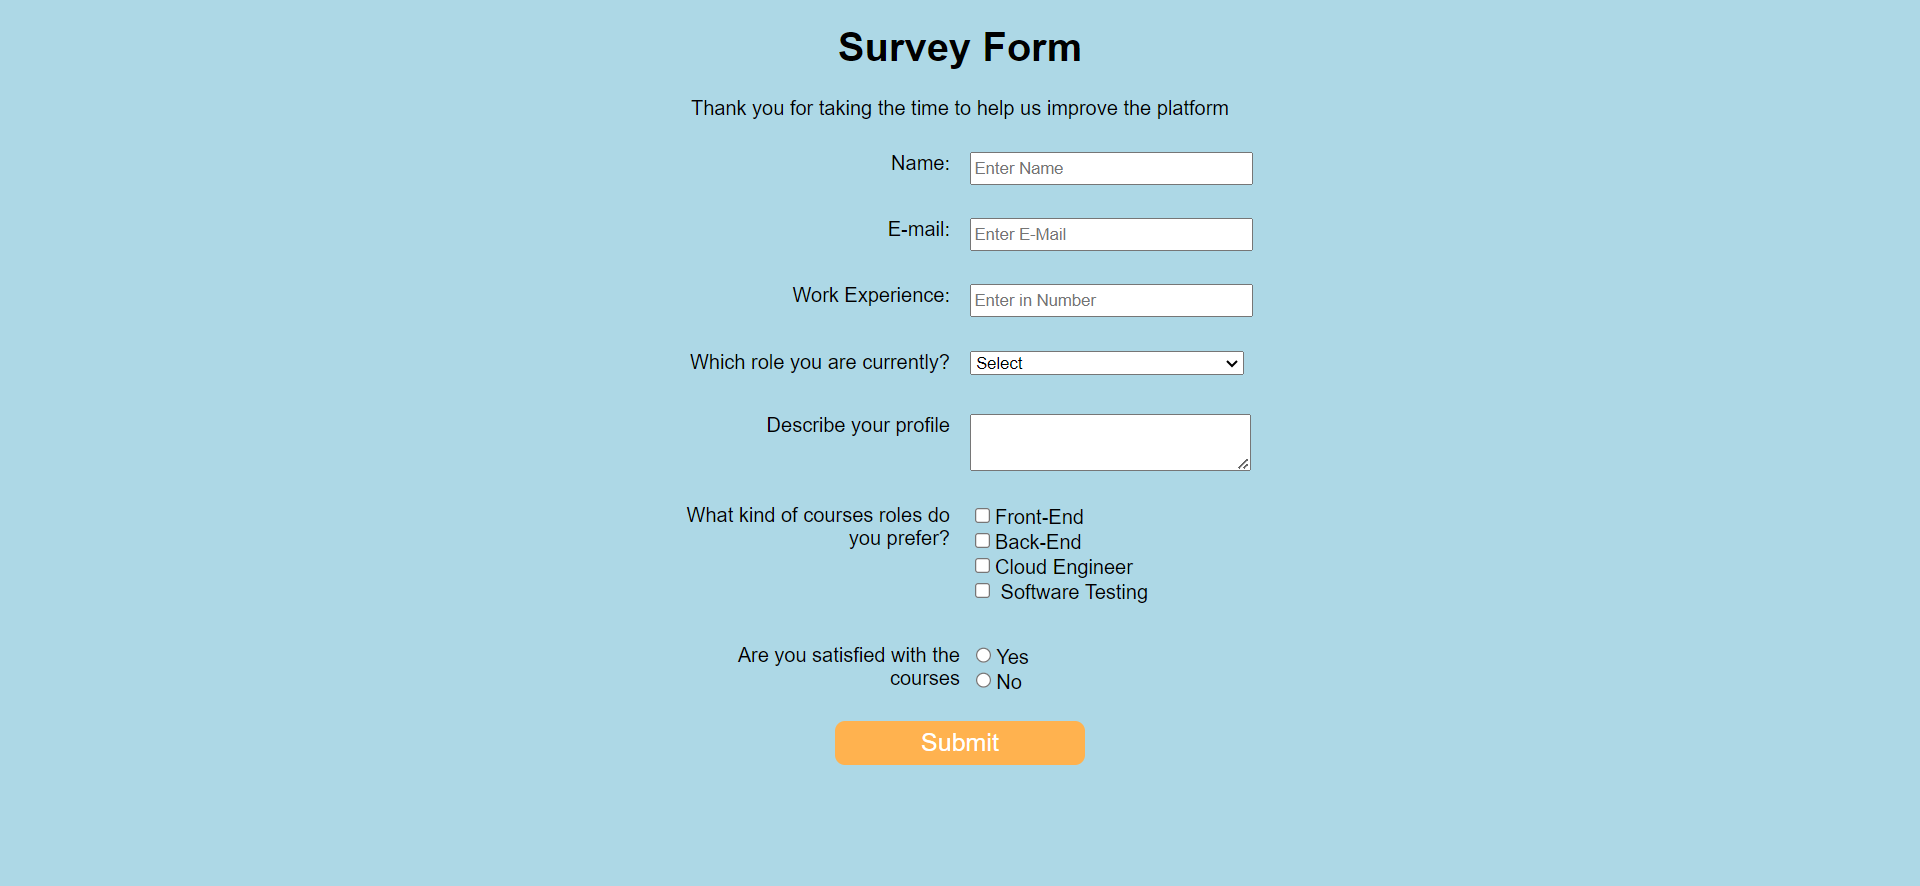 Survey Form
Thank you for taking the time to help us improve the platform
Name: Enter Name
E-mail: Enter E-Mail
Work Experience: Enter in Number
Which role you are currently? Select
Describe your profile
What kind of courses roles do
you prefer?
Front-End
Back-End
Cloud Engineer
Software Testing
Are you satisfied with the
courses
Yes
No
Submit